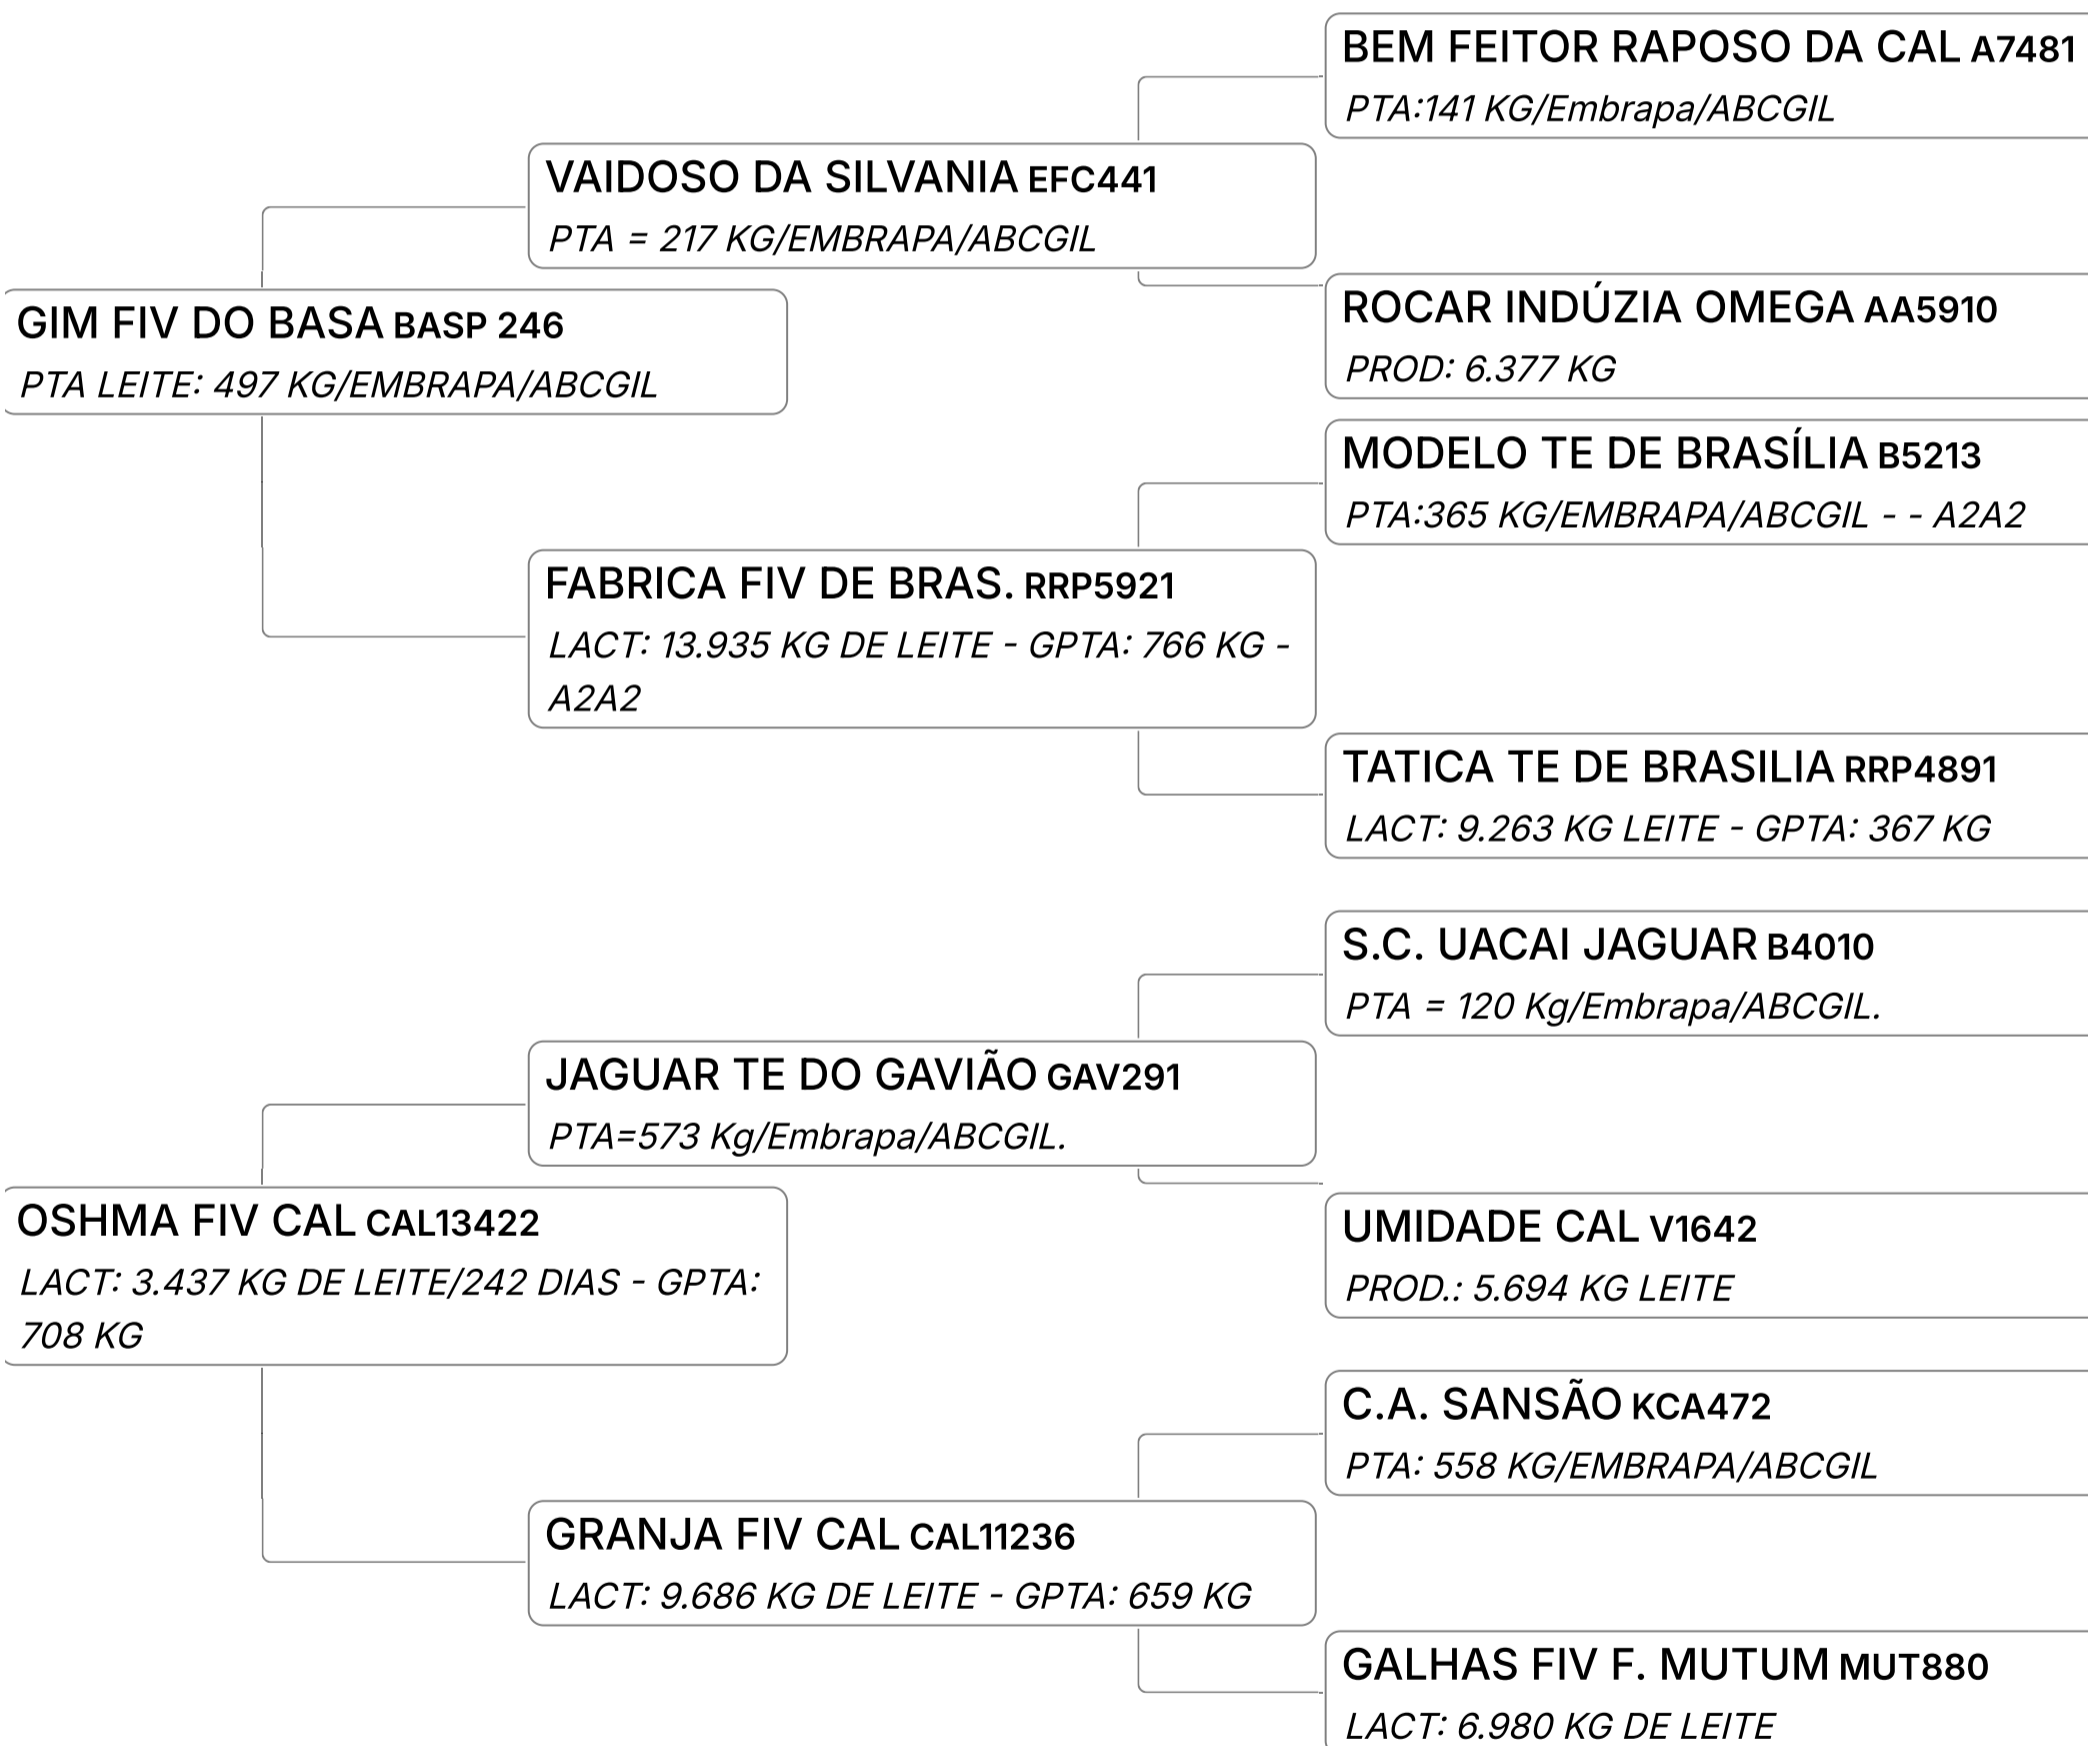 BEM FEITOR RAPOSO DA CAL A7481
PTA:141 KG/Embrapa/ABCGIL
VAIDOSO DA SILVANIA EFC441
PTA = 217 KG/EMBRAPA/ABCGIL
ROCAR INDÚZIA OMEGA AA5910
PROD: 6.377 KG
GIM FIV DO BASA BASP 246
PTA LEITE: 497 KG/EMBRAPA/ABCGIL
MODELO TE DE BRASÍLIA B5213
PTA:365 KG/EMBRAPA/ABCGIL - - A2A2
FABRICA FIV DE BRAS. RRP5921
LACT: 13.935 KG DE LEITE - GPTA: 766 KG -
A2A2
TATICA TE DE BRASILIA RRP4891
LACT: 9.263 KG LEITE - GPTA: 367 KG
S.C. UACAI JAGUAR B4010
PTA = 120 Kg/Embrapa/ABCGIL.
JAGUAR TE DO GAVIÃO GAV291
PTA=573 Kg/Embrapa/ABCGIL.
UMIDADE CAL V1642
PROD.: 5.694 KG LEITE
OSHMA FIV CAL CAL13422
LACT: 3.437 KG DE LEITE/242 DIAS - GPTA:
708 KG
C.A. SANSÃO KCA472
PTA: 558 KG/EMBRAPA/ABCGIL
GRANJA FIV CAL CAL11236
LACT: 9.686 KG DE LEITE - GPTA: 659 KG
GALHAS FIV F. MUTUM MUT880
LACT: 6.980 KG DE LEITE